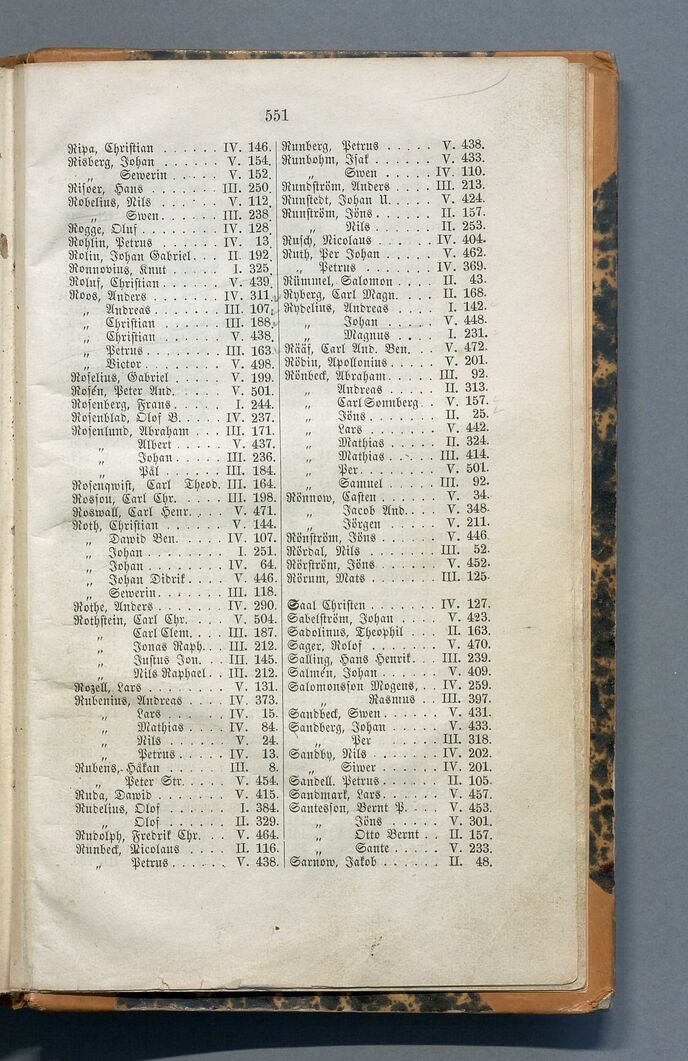 551
Ripa, Christian . . . . . . IV. 146.
Risberg, Johan . . . . . . V. 154.
„ Sewerin . . . . . V. 152.
Risoer, Hans . . . . . . . III. 250.
Robelius, Nils . . . . . . V. 112.
„ Swen . . . . . . III. 238
Rogge, Oluf . . . . . . . IV. 128.
Rohlin, Petrus . . . . . . IV. 13.
Rolin, Johan Gabriel . . . II. 192.
Ronnovius, Knut . . . . . I. 325.
Roluf, Christian . . . . . . V. 439.
Roos, Anders . . . . . . . IV. 311.
„ Andreas . . . . . . . III. 107.
„ Christian . . . . . . III. 188.
„ Christian . . . . . . V. 438.
„ Petrus . . . . . . . III. 163
„ Victor . . . . . . . V. 498.
Roselius, Gabriel . . . . . V. 199.
Rosén, Peter And. . . . . . V. 501.
Rosenberg, Frans . . . . . I. 244.
Rosenblad, Olof B. . . . . IV. 237.
Rosenlund, Abraham . . . . III. 171.
„ Albert . . . . . V. 437.
„ Johan . . . . . III. 236.
„ Pål . . . . . . III. 184.
Rosenqwist, Carl Theod. III. 164.
Rosson, Carl Chr. . . . . . III. 198.
Roswall, Carl Henr. . . . . V. 471.
Roth, Christian . . . . . . V. 144.
„ Dawid Ben. . . . . . IV. 107.
„ Johan . . . . . . . . I. 251.
„ Johan . . . . . . . . IV. 64.
„ Johan Didrik . . . . . V. 446.
„ Sewerin . . . . . . . III. 118.
Rothe, Anders . . . . . . . IV. 290.
Rothstein, Carl Chr. . . . . V. 504.
„ Carl Clem. . . . III. 187.
„ Jonas Raph. . . III. 212.
„ Justus Jon. . . . III. 145.
„ Nils Raphael . . III. 212.
Rozell, Lars . . . . . . . . V. 131.
Rubenius, Andreas . . . . IV. 373.
„ Lars . . . . . . IV. 15.
„ Mathias . . . . IV. 84.
„ Nils . . . . . . V. 24.
„ Petrus . . . . . IV. 13.
Rubens, Håkan . . . . . . III. 8.
„ Peter Str. . . . . . V. 454.
Ruda, Dawid . . . . . . . V. 415.
Rudelius, Olof . . . . . . I. 384.
„ Olof . . . . . . . II. 329.
Rudolph, Fredrik Chr. . . . V. 464.
Runbeck, Nicolaus . . . . . II. 116.
„ Petrus . . . . . . . V. 438.
Runberg, Petrus . . . . . V. 438.
Runbohm, Isak . . . . . . V. 433.
„ Swen . . . . . IV. 110.
Rundström, Anders . . . . III. 213.
Runstedt, Johan U. . . . . V. 424.
Runström, Jöns . . . . . . II. 157.
„ Nils . . . . . . II. 253.
Rusch, Nicolaus . . . . . IV. 404.
Ruth, Per Johan . . . . . V. 462.
„ Petrus . . . . . . . IV. 369.
Rümmel, Salomon . . . . II. 43.
Ryberg, Carl Magn. . . . II. 168.
Rydelius, Andreas . . . . I. 142.
„ Johan . . . . . V. 448.
„ Magnus . . . . I. 231.
Rääf, Carl And. Ben. . . . V. 472.
Rödin, Apollonius . . . . . V. 201.
Rönbeck, Abraham . . . . . III. 92.
„ Andreas . . . . . II. 313.
„ Carl Sonnberg . . V. 157.
„ Jöns . . . . . . II. 25.
„ Lars . . . . . . V. 442.
„ Mathias . . . . . II. 324.
„ Mathias . . . . . III. 414.
„ Per . . . . . . . V. 501.
„ Samuel . . . . . III. 92.
Rönnow, Casten . . . . . . V. 34.
„ Jacob And. . . . . V. 348.
„ Jörgen . . . . . . V. 211.
Rönström, Jöns . . . . . . V. 446.
Rördal, Nils . . . . . . . III. 52.
Rörström, Jöns . . . . . . V. 452.
Rörum, Mats . . . . . . . III. 125.
Saal Christen . . . . . . . IV. 127.
Sabelström, Johan . . . . . V. 423.
Sadolinus, Theophil . . . . II. 163.
Sager, Rolof . . . . . . . V. 470.
Salling, Hans Henrik . . . III. 239.
Salmén, Johan . . . . . . V. 409.
Salomonsson Mogens, . . IV. 259.
„ Rasmus . . III. 397.
Sandbeck, Swen . . . . . . V. 431.
Sandberg, Johan . . . . . V. 433.
„ Per . . . . . . III. 318.
Sandby, Nils . . . . . . . IV. 202.
„ Siwer . . . . . . IV. 201.
Sandell. Petrus . . . . . . II. 105.
Sandmark, Lars . . . . . . V. 457.
Santesson, Bernt P. . . . . V. 453.
„ Jöns . . . . . . V. 301.
„ Otto Bernt . . II. 157.
„ Sante . . . . . V. 233.
Sarnow, Jakob . . . . . . II. 48.